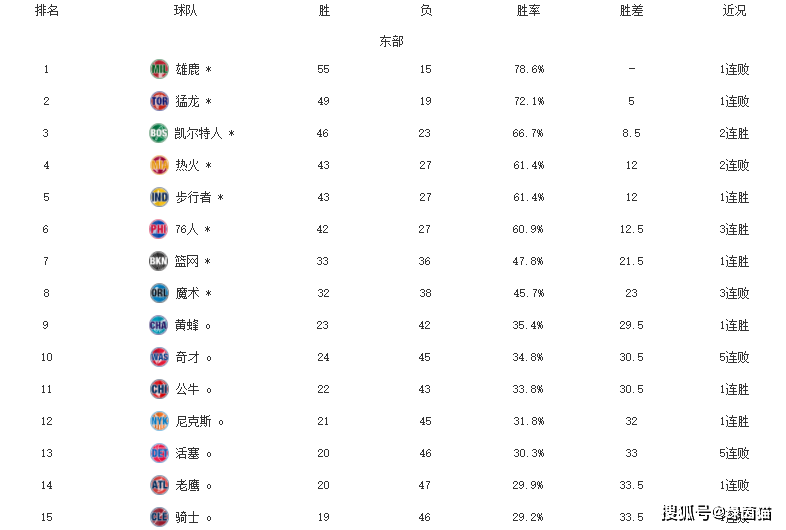 排名 球队 胜 负 胜率 胜差 近况
东部
1 MIL 雄鹿 * 55 15 78.6% - 1连败
2 TOR 猛龙 * 49 19 72.1% 5 1连败
3 BOS 凯尔特人 * 46 23 66.7% 8.5 2连胜
4 热火 * 43 27 61.4% 12 2连败
5 IND 步行者 * 43 27 61.4% 12 1连胜
6 PHI 76人 * 42 27 60.9% 12.5 3连胜
7 BKN 篮网 * 33 36 47.8% 21.5 1连胜
8 ORL 魔术 * 32 38 45.7% 23 3连败
9 CHA 黄蜂 o 23 42 35.4% 29.5 1连胜
10 WAS 奇才 o 24 45 34.8% 30.5 5连败
11 CHI 公牛 o 22 43 33.8% 30.5 1连胜
12 NYK 尼克斯 o 21 45 31.8% 32 1连胜
13 DET 活塞 o 20 46 30.3% 33 5连败
14 ATL 老鹰 o 20 47 29.9% 33.5 1连败
15 CLE 骑士 o 19 46 29.2% 33.5
搜狐号@绿茵猫